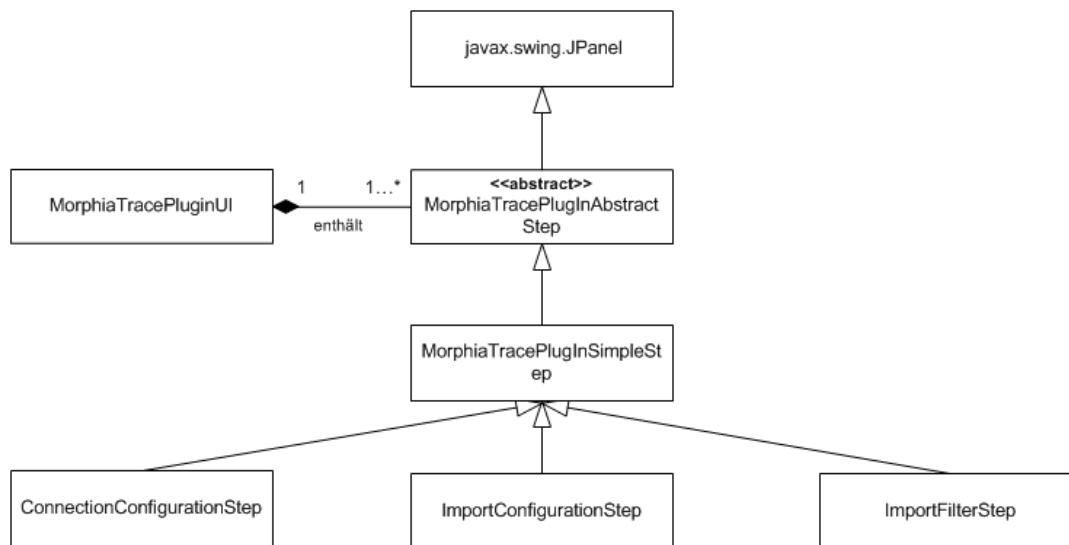 javax.swing.JPanel
MorphiaTracePluginUI
1
1...*
enthält
<<abstract>>
MorphiaTracePlugInAbstract
Step
MorphiaTracePlugInSimpleSt
ep
ConnectionConfigurationStep
ImportConfigurationStep
ImportFilterStep